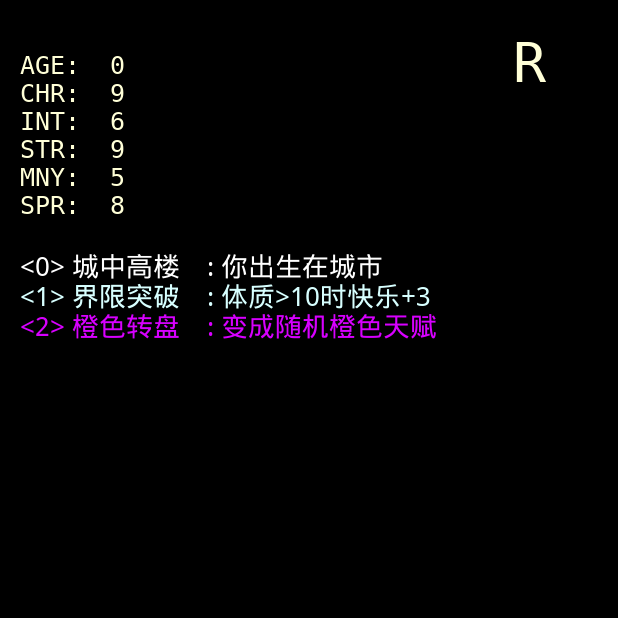 R
AGE: 0
CHR: 9
INT: 6
STR: 9
MNY: 5
SPR: 8
<0> 城中高楼 : 你出生在城市
<1> 界限突破 : 体质>10时快乐+3
<2> 橙色转盘 : 变成随机橙色天赋